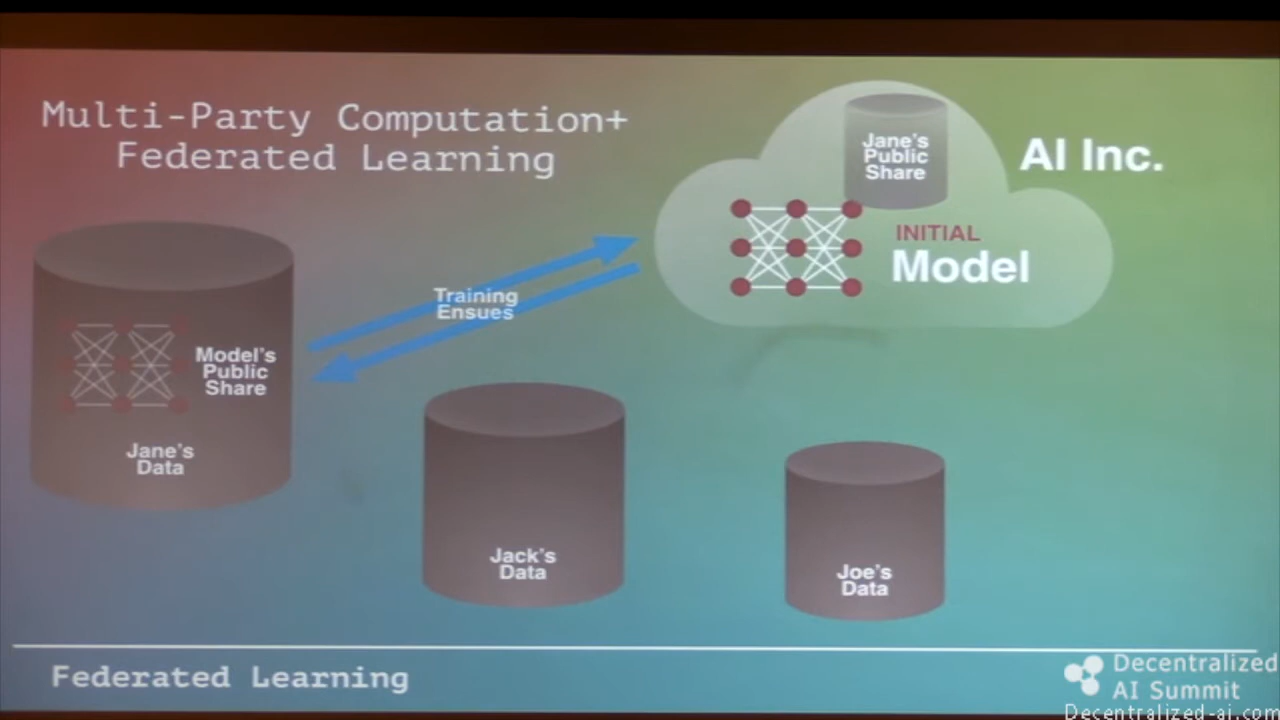 Multi-Party Computation+
Federated Learning
Jane's
Public
Share
AI Inc.
INITIAL
Model
Training
Ensues
Model's
Public
Share
Jane's
Data
Jack's
Data
Joe's
Data
Federated Learning
Decentralized
AI Summit
Decentralized-ai.com